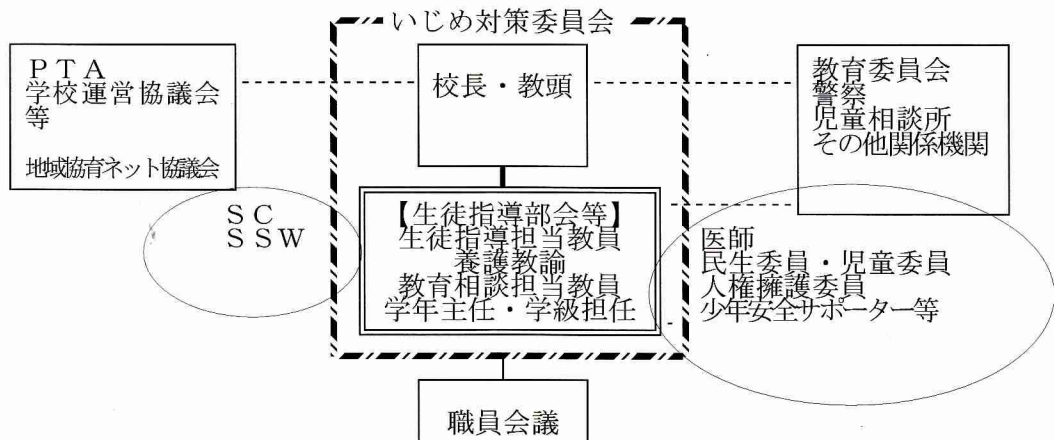 いじめ対策委員会
ＰＴＡ
学校運営協議会
等
地域協育ネット協議会
校長・教頭
教育委員会
警察
児童相談所
その他関係機関
ＳＣ
ＳＳＷ
【生徒指導部会等】
生徒指導担当教員
養護教諭
教育相談担当教員
学年主任・学級担任
医師
民生委員・児童委員
人権擁護委員
少年安全サポーター等
職員会議